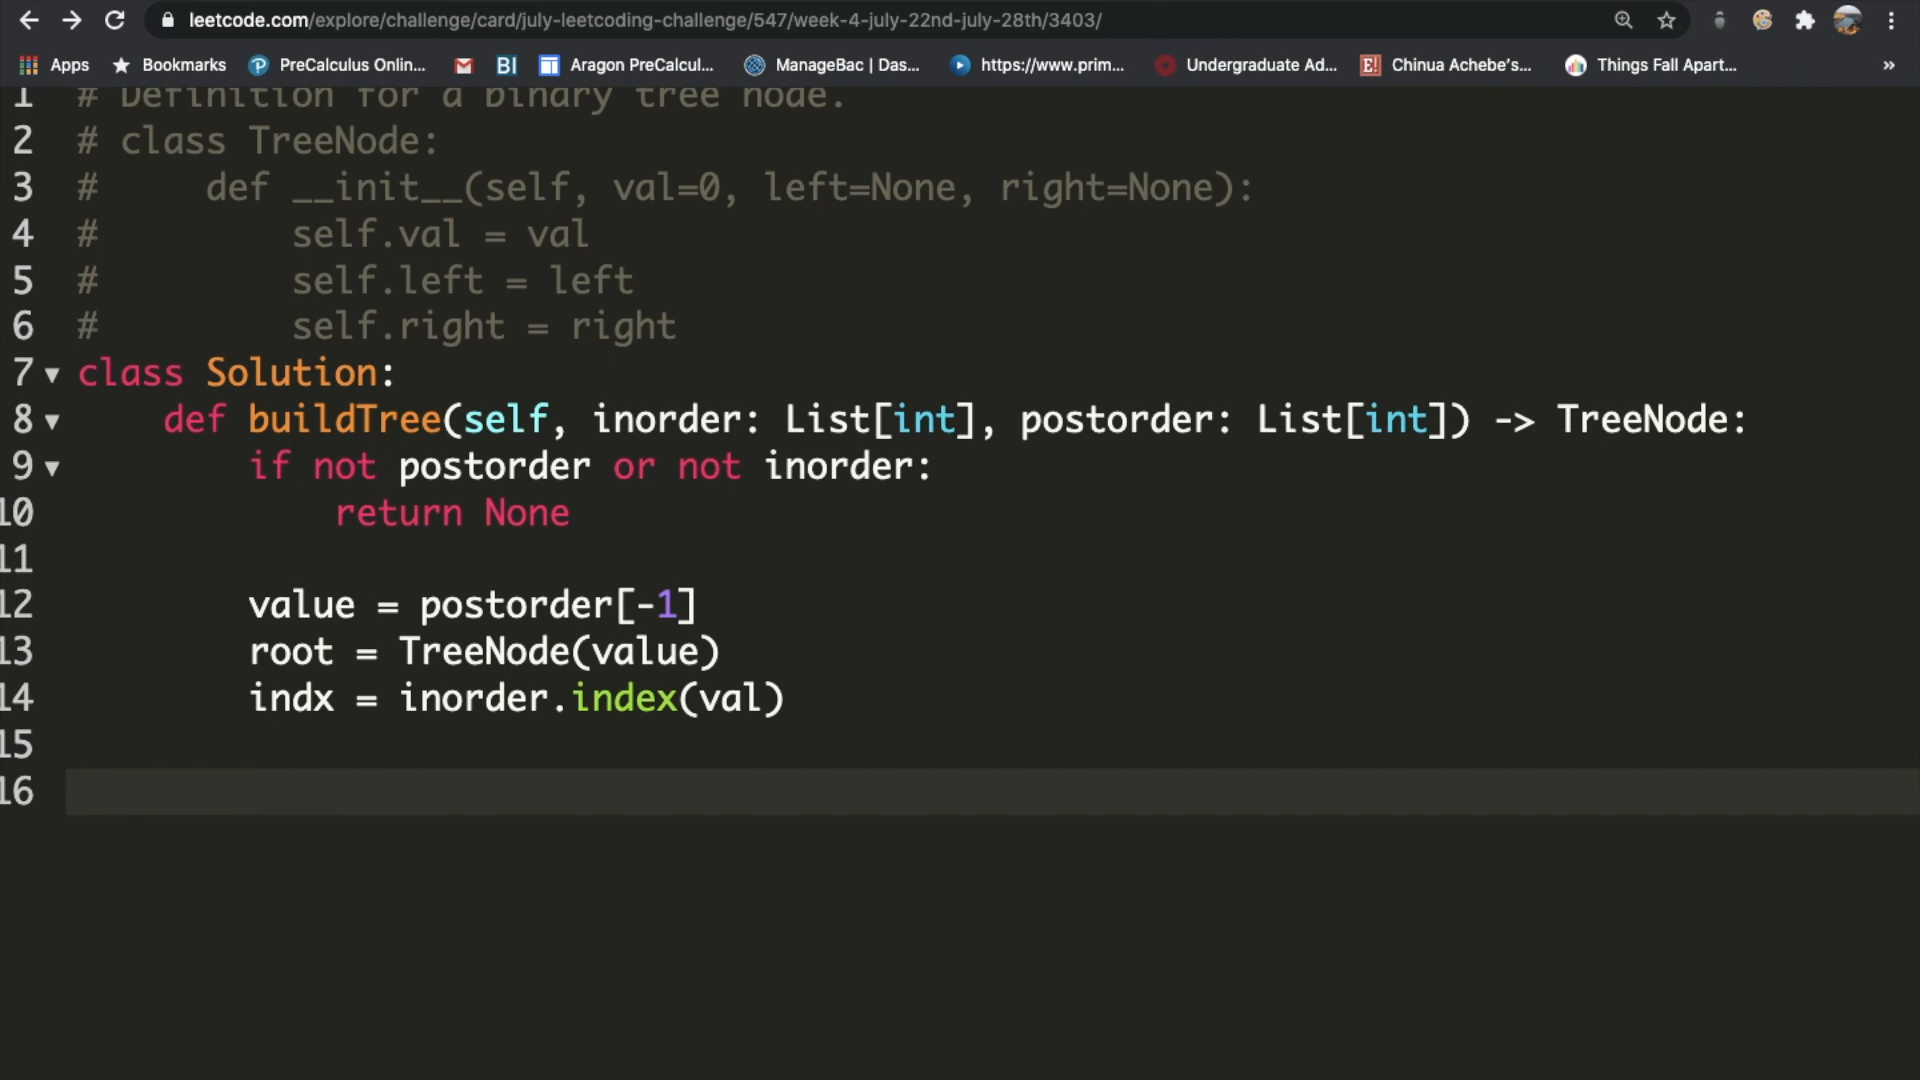 leetcode.com/explore/challenge/card/july-leetcoding-challenge/547/week-4-july-22nd-july-28th/3403/
Apps Bookmarks PreCalculus Onlin... BI Aragon PreCalcul... ManageBac | Das... https://www.prim... Undergraduate Ad... E! Chinua Achebe's... Things Fall Apart... »
1 # Definition for a binary tree node.
2 # class TreeNode:
3 #     def __init__(self, val=0, left=None, right=None):
4 #         self.val = val
5 #         self.left = left
6 #         self.right = right
7 class Solution:
8     def buildTree(self, inorder: List[int], postorder: List[int]) -> TreeNode:
9         if not postorder or not inorder:
10             return None
11
12         value = postorder[-1]
13         root = TreeNode(value)
14         indx = inorder.index(val)
15
16